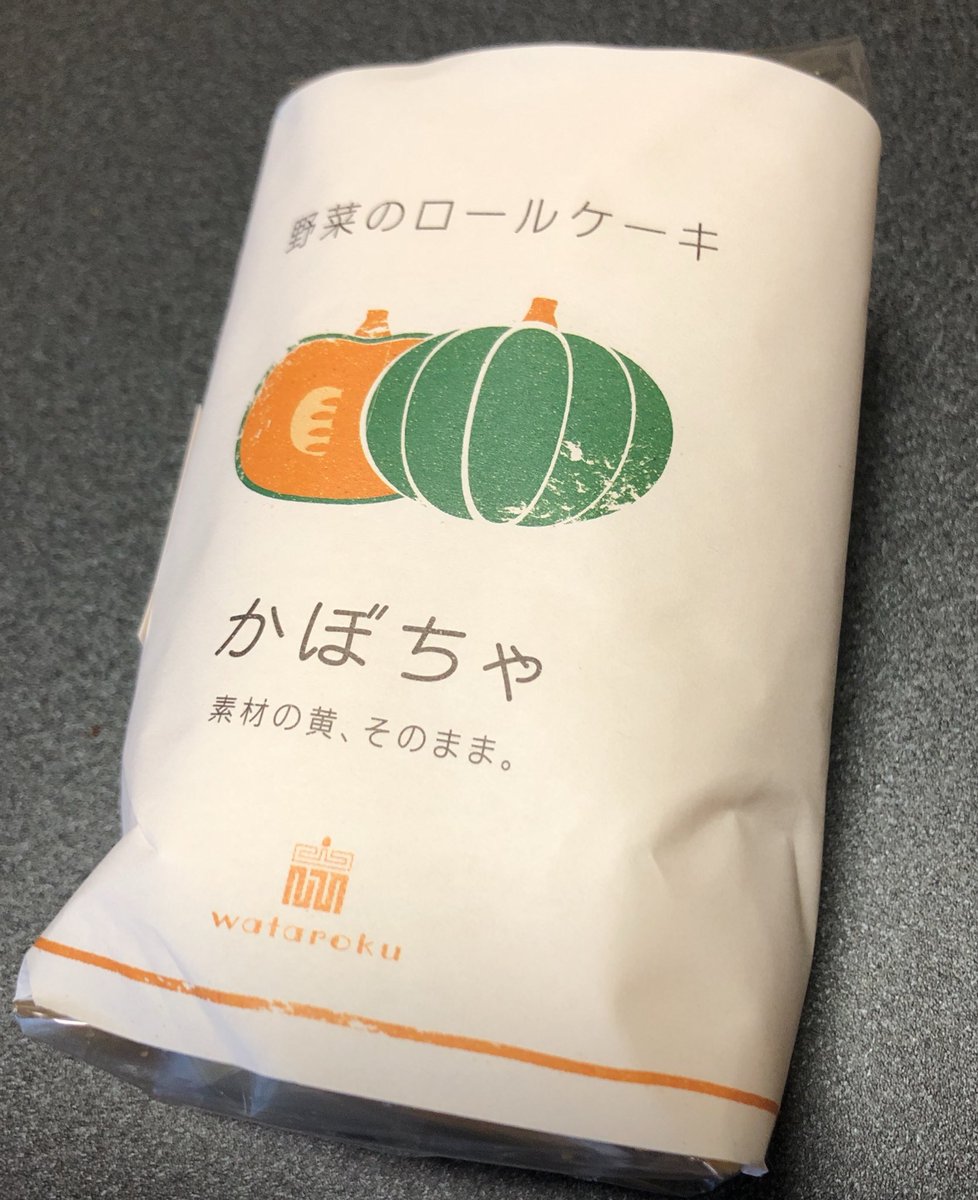 野菜のロールケーキ
かぼちゃ
素材の黄、そのまま。
wataroku